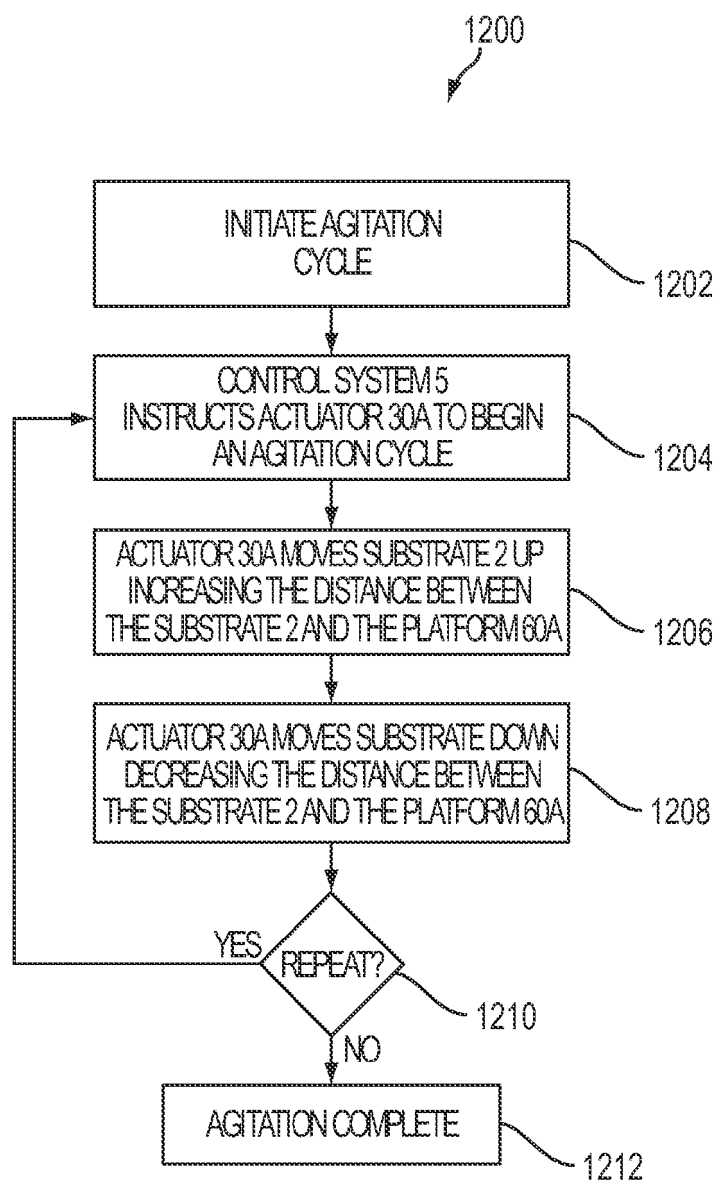 1200
INITIATE AGITATION
CYCLE
1202
CONTROL SYSTEM 5
INSTRUCTS ACTUATOR 30A TO BEGIN
AN AGITATION CYCLE
1204
ACTUATOR 30A MOVES SUBSTRATE 2 UP
INCREASING THE DISTANCE BETWEEN
THE SUBSTRATE 2 AND THE PLATFORM 60A
1206
ACTUATOR 30A MOVES SUBSTRATE DOWN
DECREASING THE DISTANCE BETWEEN
THE SUBSTRATE 2 AND THE PLATFORM 60A
1208
YES
REPEAT?
1210
NO
AGITATION COMPLETE
1212